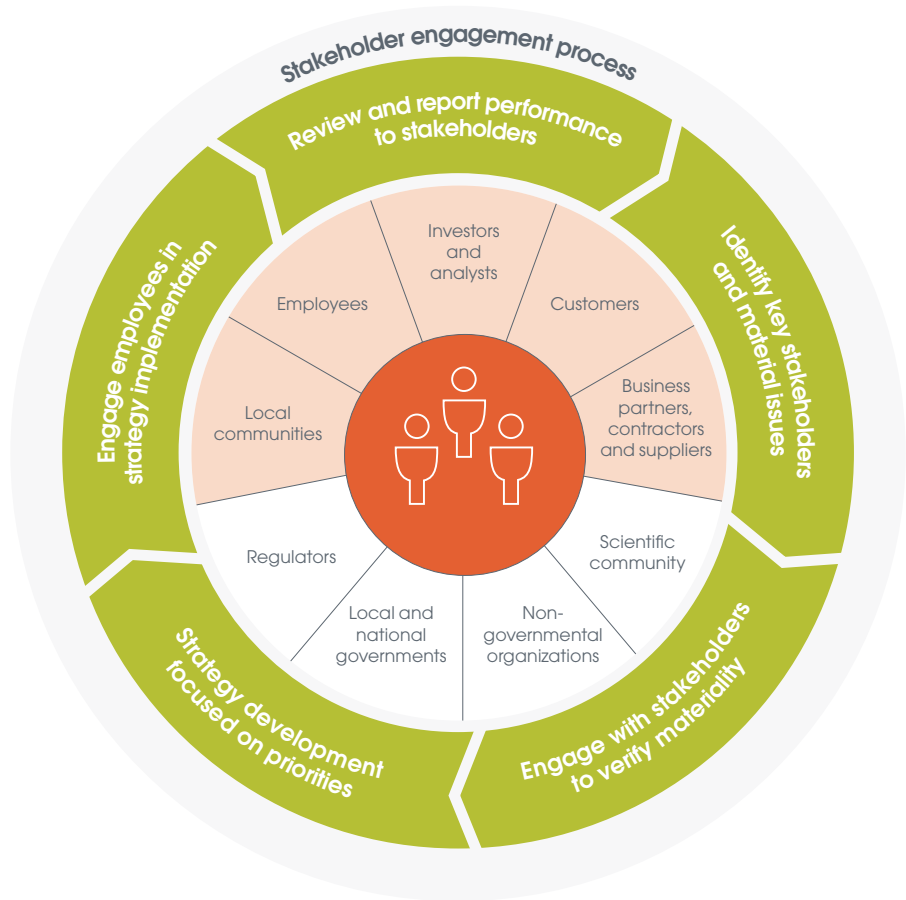 Stakeholder engagement process
Review and report performance
to stakeholders
Identify key stakeholders
and material issues
Engage with stakeholders
to verify materiality
Strategy development
focused on priorities
Engage employees in
strategy implementation
Investors
and
analysts
Customers
Business
partners,
contractors
and suppliers
Scientific
community
Non-
governmental
organizations
Local and
national
governments
Regulators
Local
communities
Employees